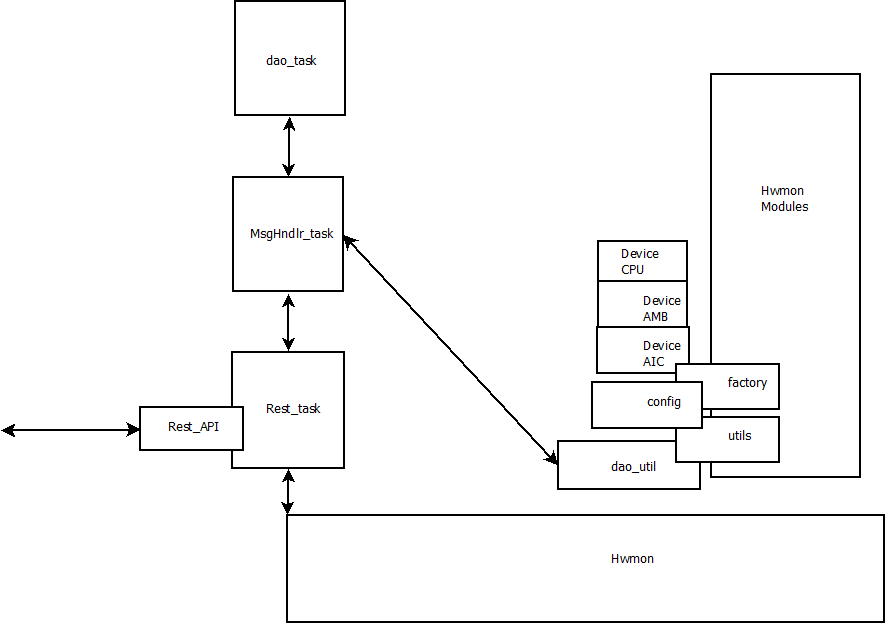 dao_task
Hwmon
Modules
MsgHndlr_task
Device
CPU
Device
AMB
Device
AIC
factory
config
Rest_task
Rest_API
utils
dao_util
Hwmon